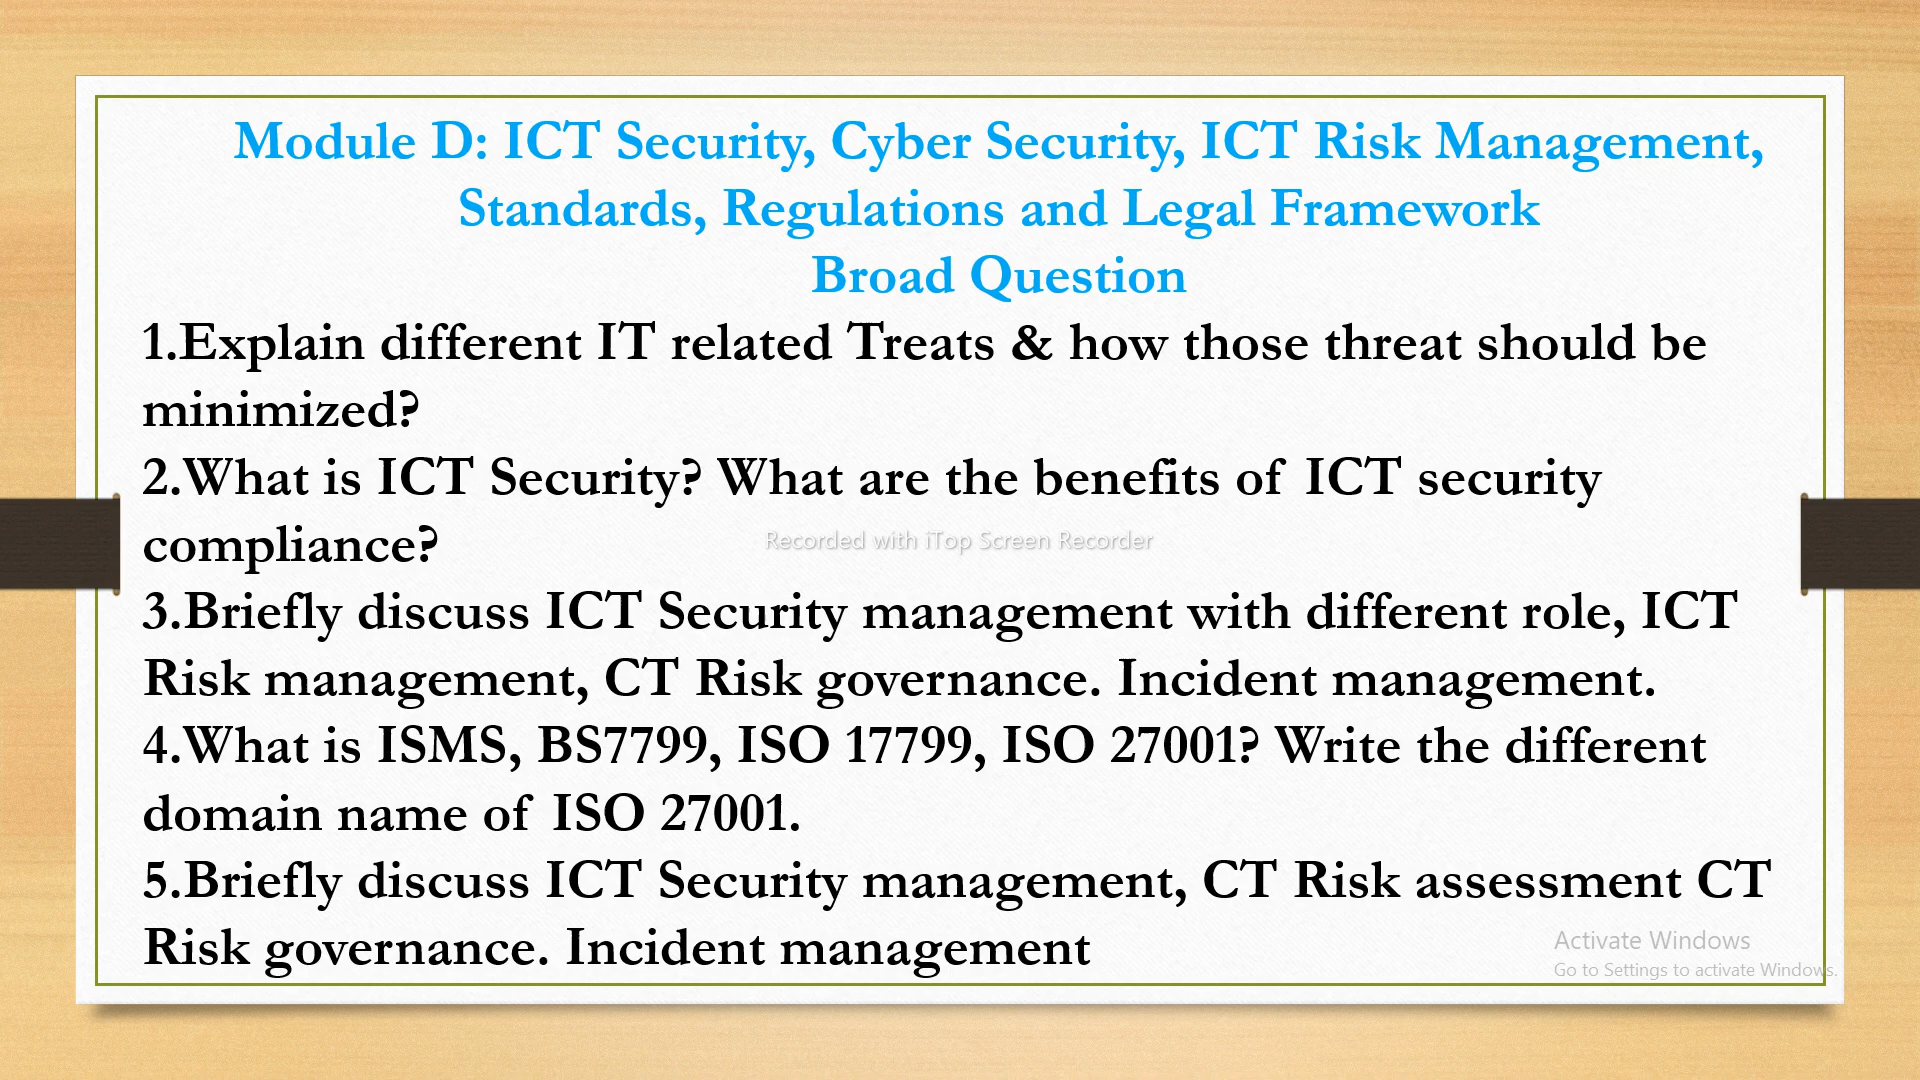 Module D: ICT Security, Cyber Security, ICT Risk Management,
Standards, Regulations and Legal Framework
Broad Question
1.Explain different IT related Treats & how those threat should be
minimized?
2.What is ICT Security? What are the benefits of ICT security
compliance?
Recorded with iTop Screen Recorder
3.Briefly discuss ICT Security management with different role, ICT
Risk management, CT Risk governance. Incident management.
4.What is ISMS, BS7799, ISO 17799, ISO 27001? Write the different
domain name of ISO 27001.
5.Briefly discuss ICT Security management, CT Risk assessment CT
Risk governance. Incident management
Activate Windows
Go to Settings to activate Windows.